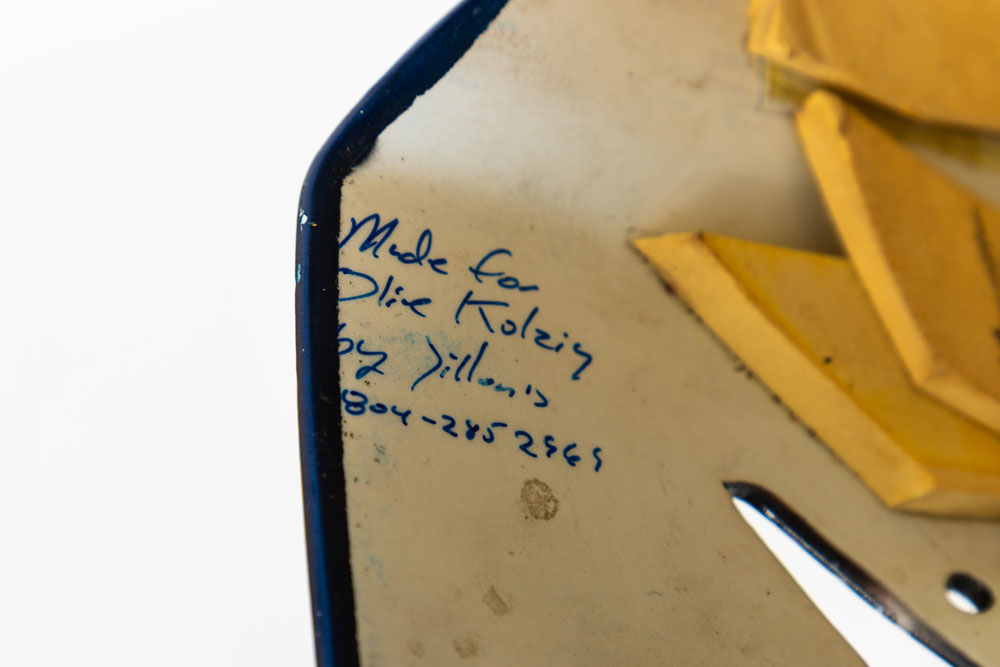 Made for
Olie Kolzig
by Dillon's
804-285 2969